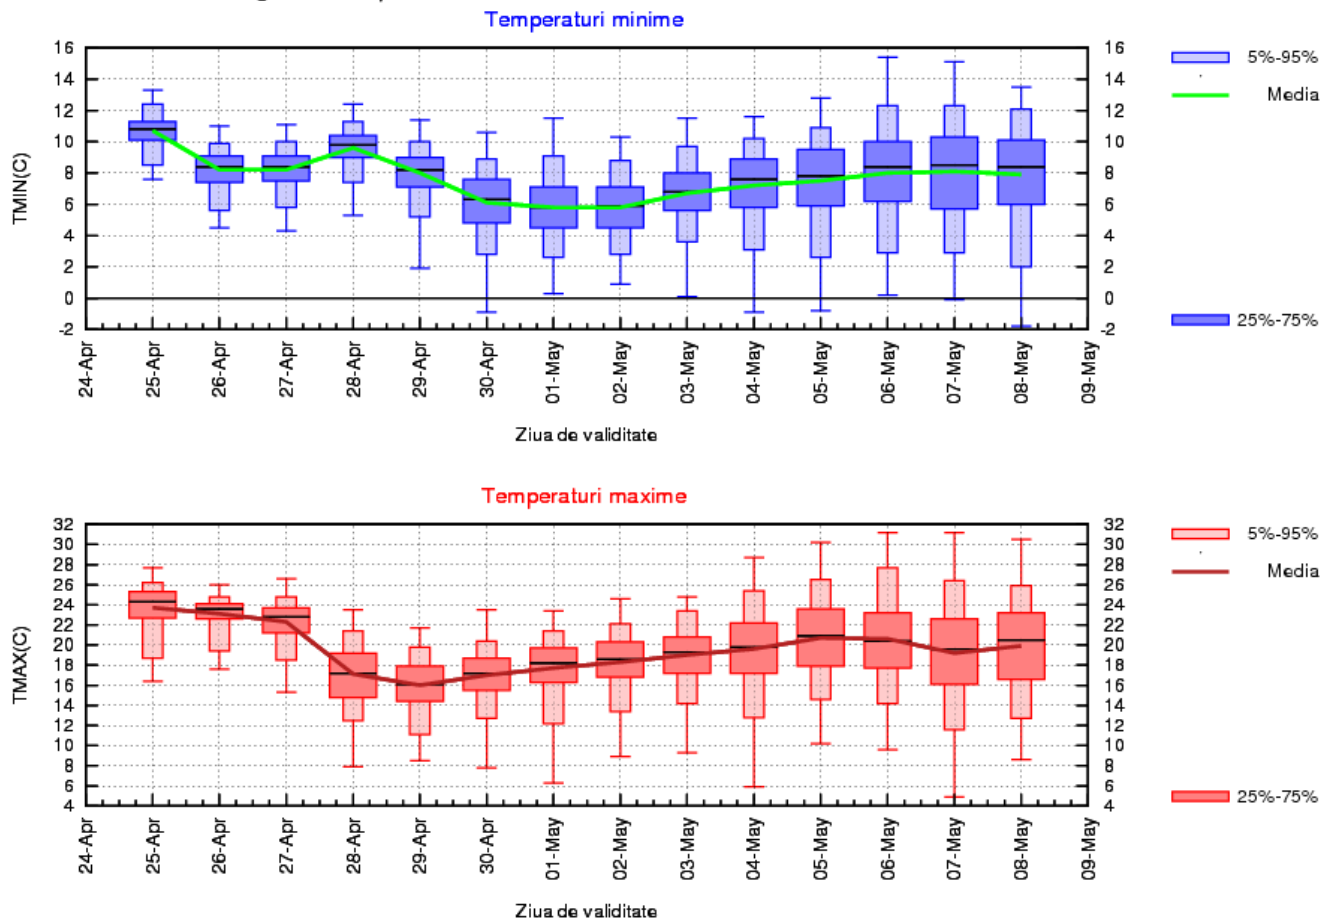 Temperaturi minime
TMIN(C)
16 16
14 14
12 12
10 10
8 8
6 6
4 4
2 2
0 0
-2 -2
24-Apr 25-Apr 26-Apr 27-Apr 28-Apr 29-Apr 30-Apr 01-May 02-May 03-May 04-May 05-May 06-May 07-May 08-May 09-May
Ziua de validitate
5%-95%
Media
25%-75%
Temperaturi maxime
TMAX(C)
32 32
30 30
28 28
26 26
24 24
22 22
20 20
18 18
16 16
14 14
12 12
10 10
8 8
6 6
4 4
24-Apr 25-Apr 26-Apr 27-Apr 28-Apr 29-Apr 30-Apr 01-May 02-May 03-May 04-May 05-May 06-May 07-May 08-May 09-May
Ziua de validitate
5%-95%
Media
25%-75%